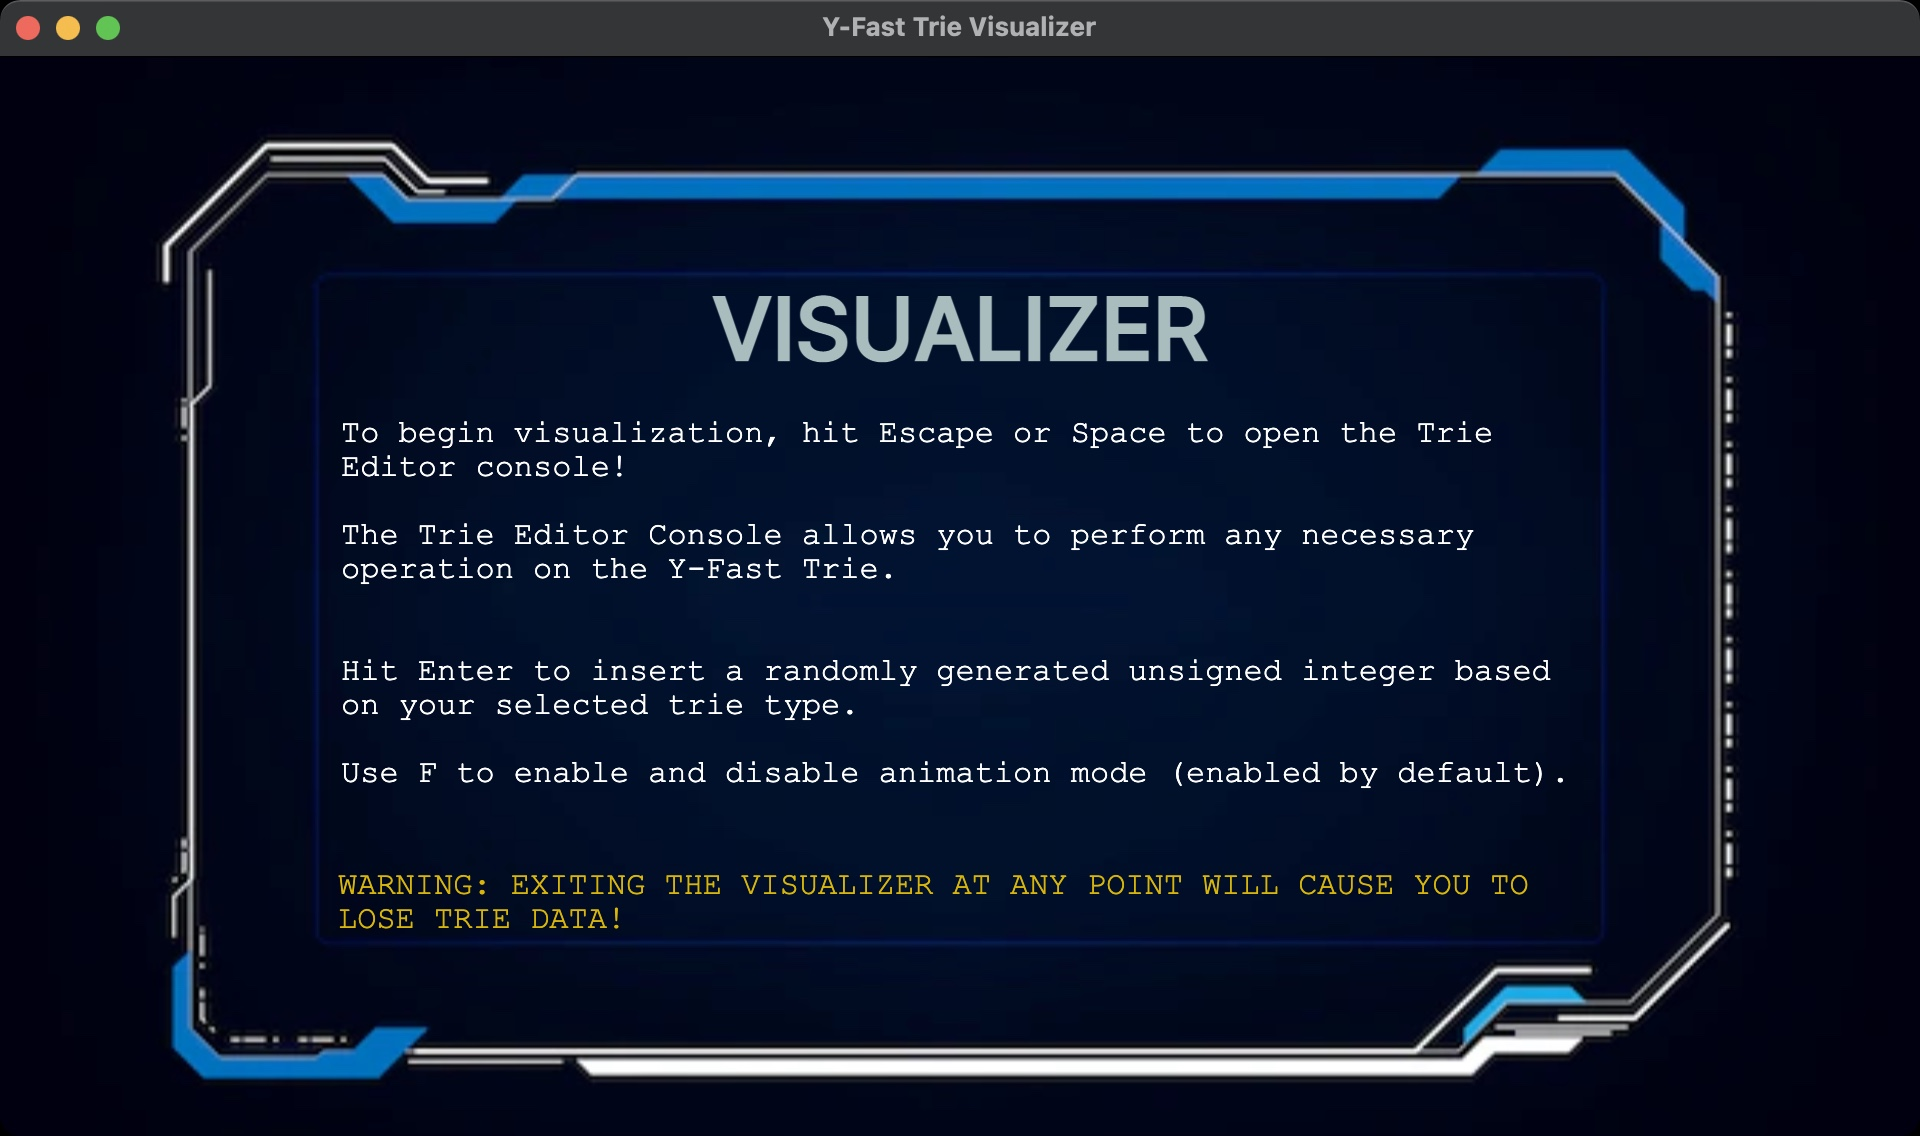 Y-Fast Trie Visualizer
VISUALIZER
To begin visualization, hit Escape or Space to open the Trie
Editor console!
The Trie Editor Console allows you to perform any necessary
operation on the Y-Fast Trie.
Hit Enter to insert a randomly generated unsigned integer based
on your selected trie type.
Use F to enable and disable animation mode (enabled by default).
WARNING: EXITING THE VISUALIZER AT ANY POINT WILL CAUSE YOU TO
LOSE TRIE DATA!